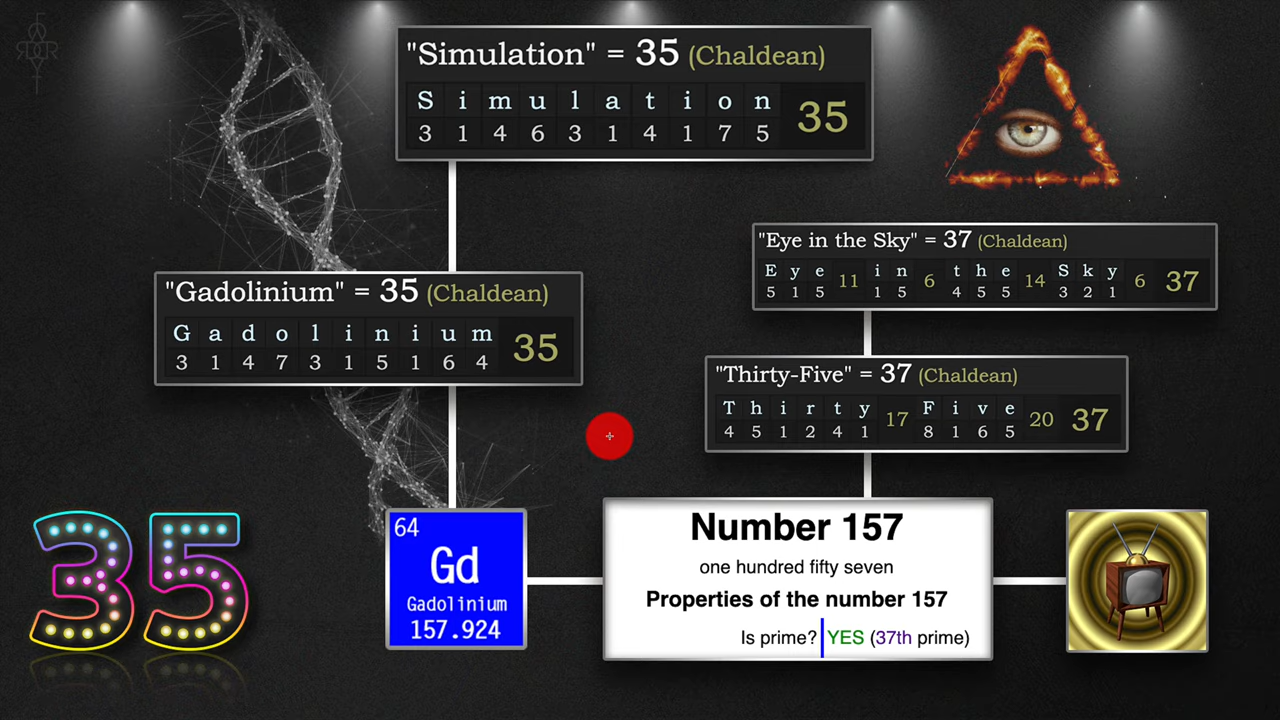 "Simulation" = 35 (Chaldean)
S i m u l a t i o n
3 1 4 6 3 1 4 1 7 5 35
"Eye in the Sky" = 37 (Chaldean)
E y e 11 i n 6 t h e 14 S k y 6 37
5 1 5 1 5 4 5 5 3 2 1
"Gadolinium" = 35 (Chaldean)
G a d o l i n i u m
3 1 4 7 3 1 5 1 6 4 35
"Thirty-Five" = 37 (Chaldean)
T h i r t y 17 F i v e 20 37
4 5 1 2 4 1 8 1 6 5
35
64
Gd
Gadolinium
157.924
Number 157
one hundred fifty seven
Properties of the number 157
Is prime? YES (37th prime)